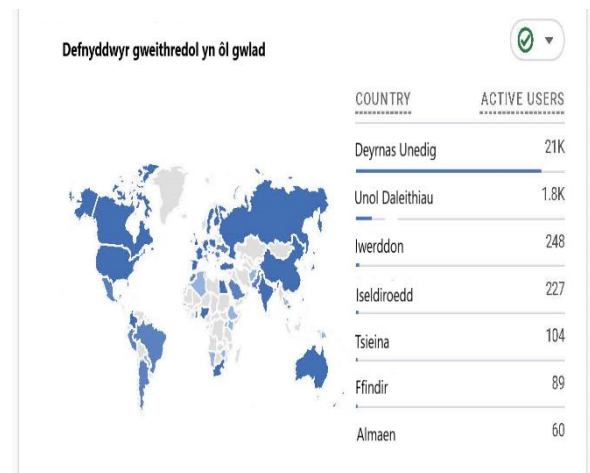 Defnyddwyr gweithredol yn ôl gwlad
COUNTRY ACTIVE USERS
Deyrnas Unedig 21K
Unol Daleithiau 1.8K
Iwerddon 248
Iseldiroedd 227
Tsieina 104
Ffindir 89
Almaen 60